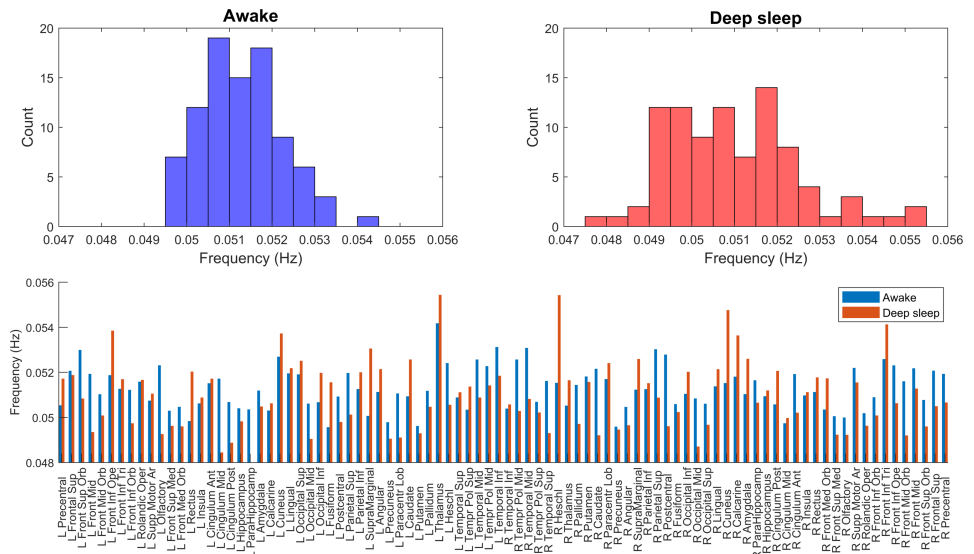 Awake
Deep sleep
20
15
10
5
0
Count
0.047 0.048 0.049 0.05 0.051 0.052 0.053 0.054 0.055 0.056
Frequency (Hz)
20
15
10
5
0
Count
0.047 0.048 0.049 0.05 0.051 0.052 0.053 0.054 0.055 0.056
Frequency (Hz)
0.056
0.054
0.052
0.05
0.048
Frequency (Hz)
Awake
Deep sleep
L Precentral
L Frontal Sup
L Front Sup Orb
L Front Mid
L Front Mid Orb
L Front Inf Ope
L Front Inf Tri
L Front Inf Orb
L Rolandic Oper
L Sup Motor Ar
L Olfactory
L Front Sup Med
L Front Med Orb
L Rectus
L Insula
L Cingulum Ant
L Cingulum Mid
L Cingulum Post
L Hippocampus
L ParaHippocamp
L Amygdala
L Calcarine
L Cuneus
L Lingua
L Occipital Sup
L Occipital Mid
L Occipital Inf
L Fusiform
L Postcentral
L Parietal Sup
L Parietal Inf
L SupraMarginal
L Angular
L Precuneus
L Paracentr Lob
L Caudate
L Putamen
L Pallidum
L Thalamus
L Heschl
L Tempral Sup
L Tempr Pol Sup
L Tempral Mid
L Tempr Pol Mid
L Temporal Inf
R Temporal Inf
R Tempr Pol Mid
R Temporal Mid
R Tempr Pol Sup
R Temporal Sup
R Heschl
R Thalamus
R Pallidum
R Putamen
R Caudate
R Paracentr Lob
R Precuneus
R Angular
R SupraMarginal
R Parietal Inf
R Parietal Sup
R Postcentral
R Fusiform
R Occipital Inf
R Occipital Mid
R Occipital Sup
R Lingual
R Cuneus
R Calcarine
R Amygdala
R ParaHippocamp
R Hippocampus
R Cingulum Post
R Cingulum Mid
R Cingulum Ant
R Insula
R Rectus
R Front Med Orb
R Front Sup Med
R Olfactory
R Sup Motor Ar
R Rolandic Oper
R Front Inf Orb
R Front Inf Tri
R Front Inf Ope
R Front Mid Orb
R Front Mid
R Front Sup Orb
R Frontal Sup
R Precentral